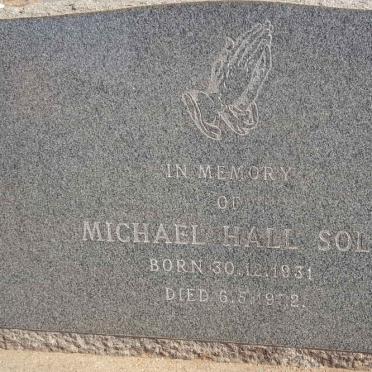 IN MEMORY
OF
MICHAEL HALL SOL
BORN 30.12.1931
DIED